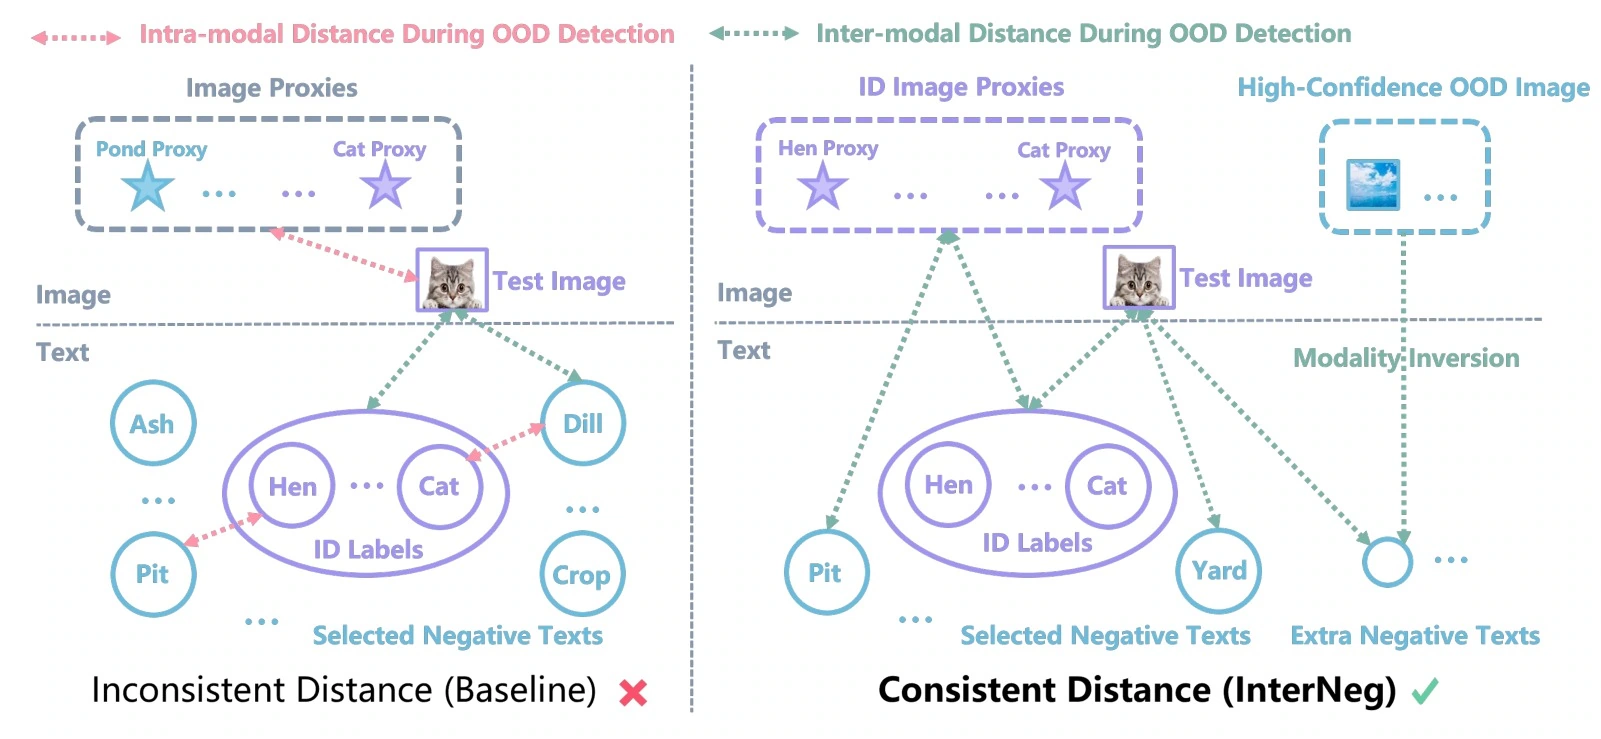 Intra-modal Distance During OOD Detection
Inter-modal Distance During OOD Detection
Image Proxies
Pond Proxy
Cat Proxy
... ...
Test Image
Image
Text
Ash
Dill
...
Hen
...
Cat
ID Labels
...
Pit
Crop
...
Selected Negative Texts
Inconsistent Distance (Baseline)
ID Image Proxies
High-Confidence OOD Image
Hen Proxy
Cat Proxy
... ...
...
Test Image
Image
Text
Modality Inversion
Hen
...
Cat
ID Labels
Pit
Yard
...
...
Selected Negative Texts
Extra Negative Texts
Consistent Distance (InterNeg)